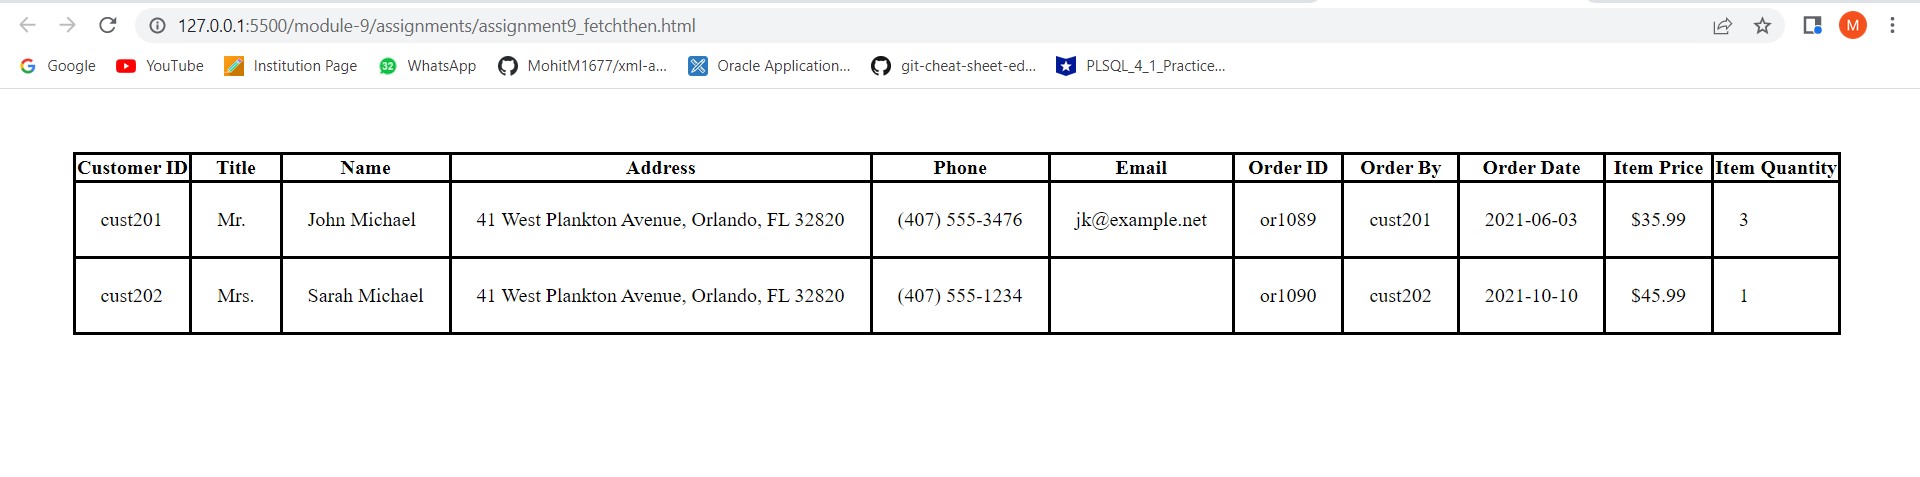 127.0.0.1:5500/module-9/assignments/assignment9_fetchthen.html M
G Google YouTube Institution Page 32 WhatsApp MohitM1677/xml-a... Oracle Application... git-cheat-sheet-ed... PLSQL_4_1_Practice...
Customer ID Title Name Address Phone Email Order ID Order By Order Date Item Price Item Quantity
cust201 Mr. John Michael 41 West Plankton Avenue, Orlando, FL 32820 (407) 555-3476 jk@example.net or1089 cust201 2021-06-03 $35.99 3
cust202 Mrs. Sarah Michael 41 West Plankton Avenue, Orlando, FL 32820 (407) 555-1234 or1090 cust202 2021-10-10 $45.99 1